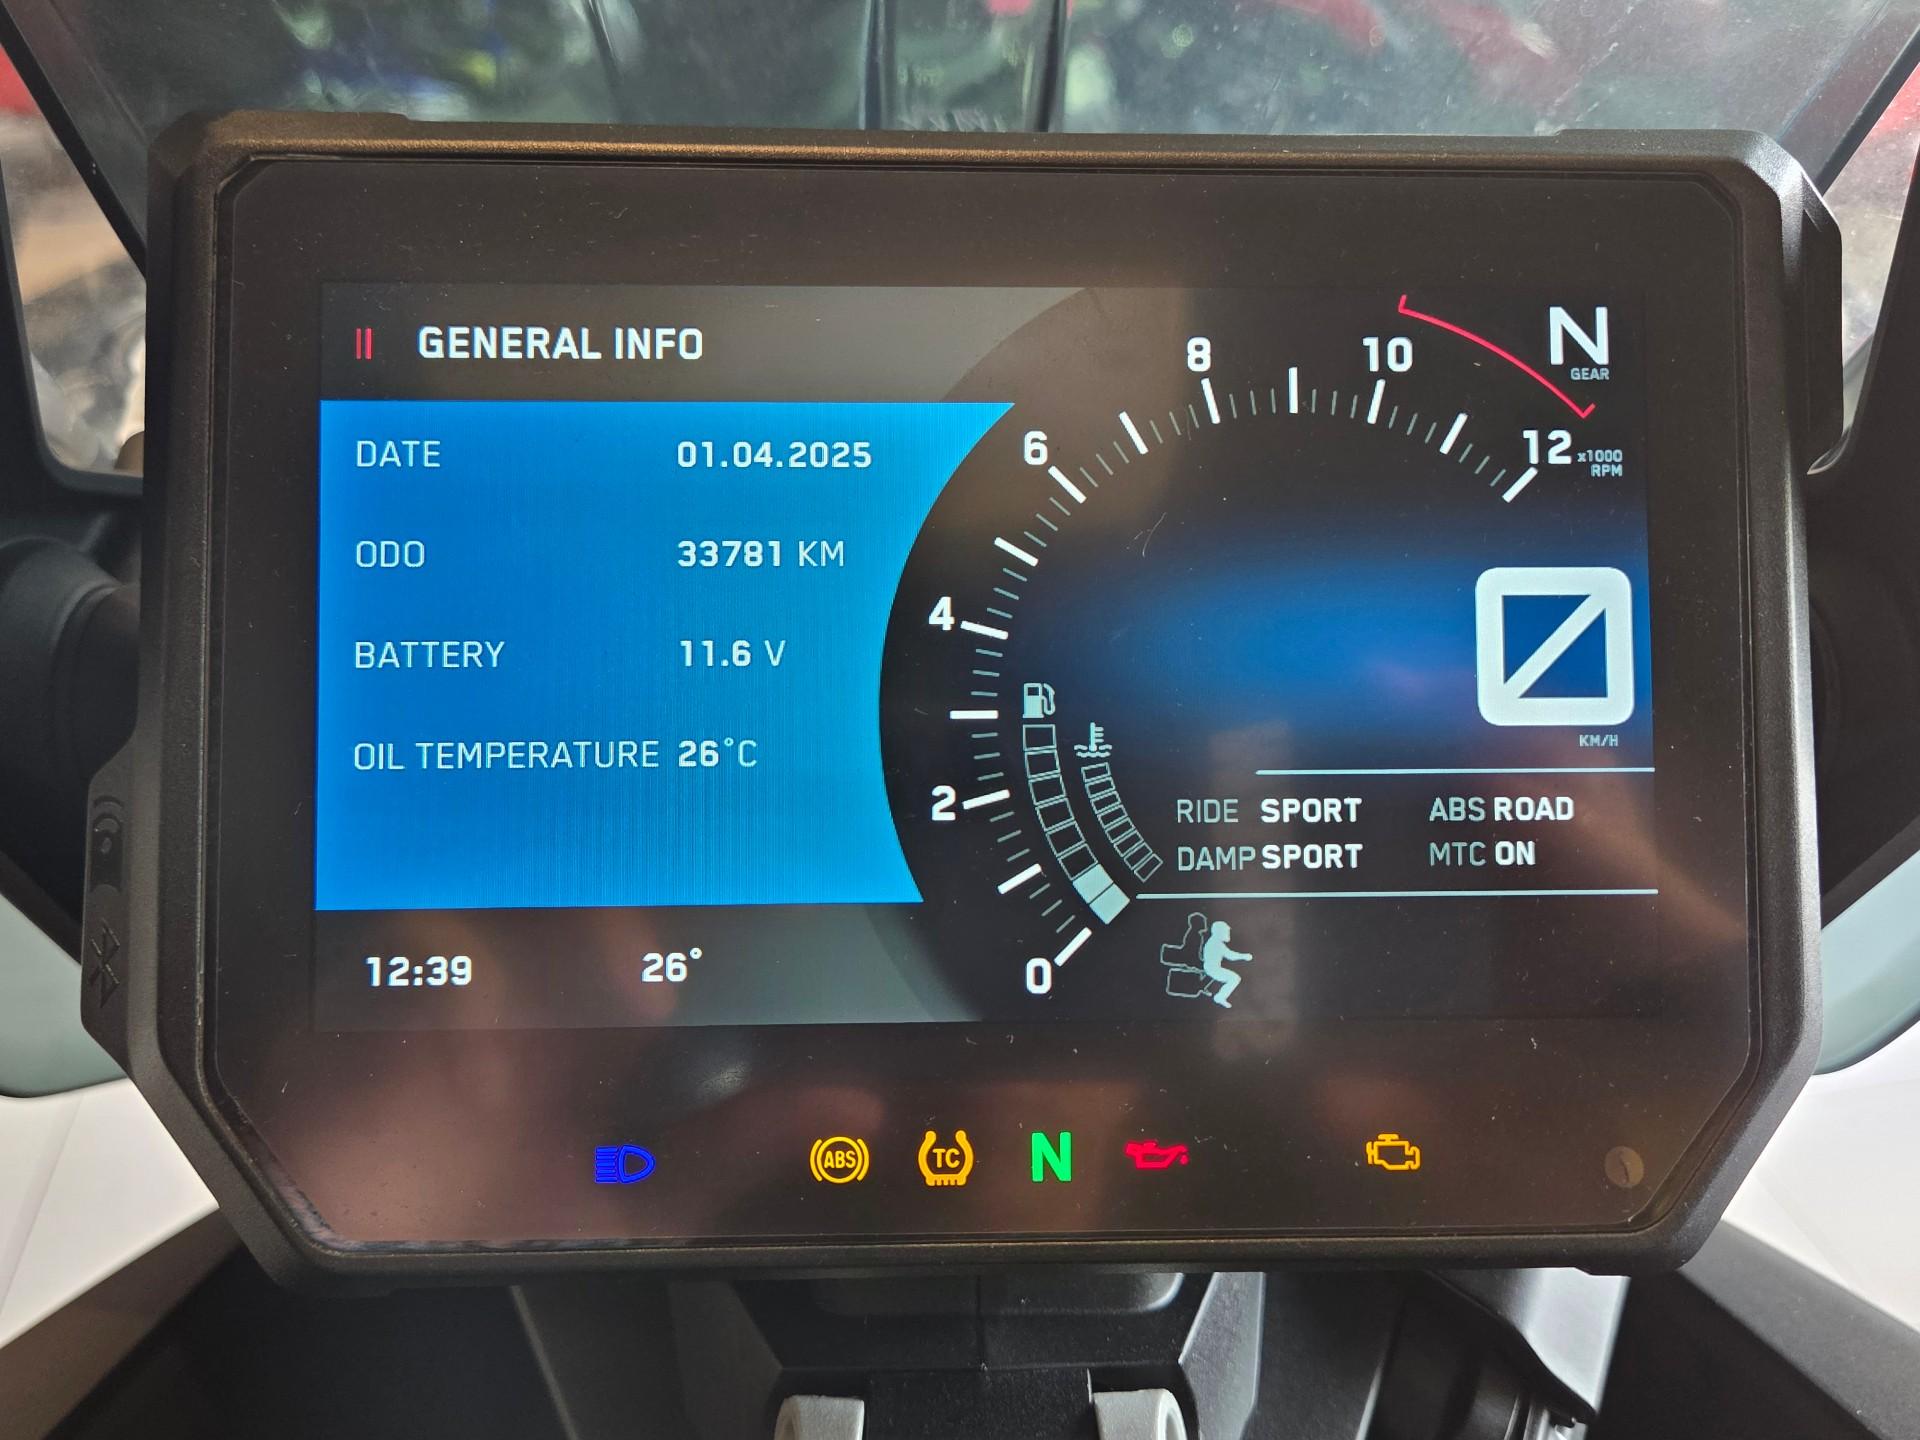 GENERAL INFO
DATE 01.04.2025
ODO 33781 KM
BATTERY 11.6 V
OIL TEMPERATURE 26°C
12:39 26°
0
2
4
6
8
10
12
x1000
RPM
N
GEAR
0
KM/H
RIDE SPORT ABS ROAD
DAMP SPORT MTC ON
ABS TC N